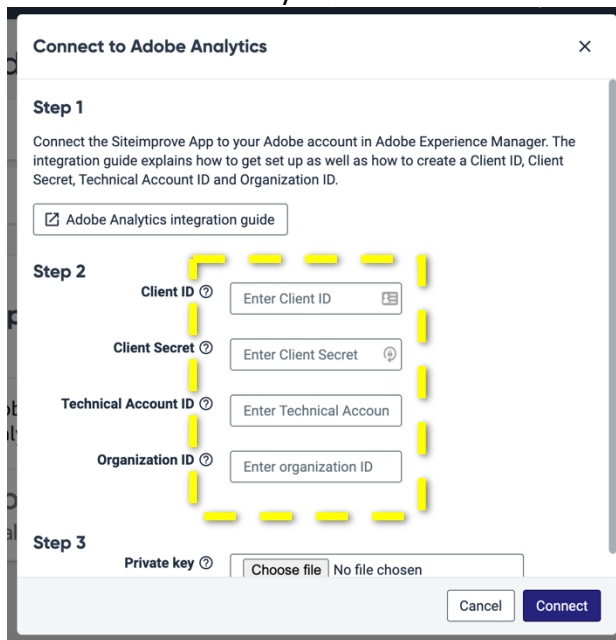 Connect to Adobe Analytics
Step 1
Connect the Siteimprove App to your Adobe account in Adobe Experience Manager. The
integration guide explains how to get set up as well as how to create a Client ID, Client
Secret, Technical Account ID and Organization ID.
Adobe Analytics integration guide
Step 2
Client ID
Enter Client ID
Client Secret
Enter Client Secret
Technical Account ID
Enter Technical Accoun
Organization ID
Enter organization ID
Step 3
Private key
Choose file No file chosen
Cancel Connect